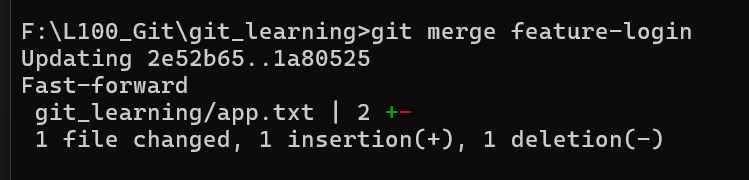 F:\L100_Git\git_learning>git merge feature-login
Updating 2e52b65..1a80525
Fast-forward
 git_learning/app.txt | 2 +-
 1 file changed, 1 insertion(+), 1 deletion(-)